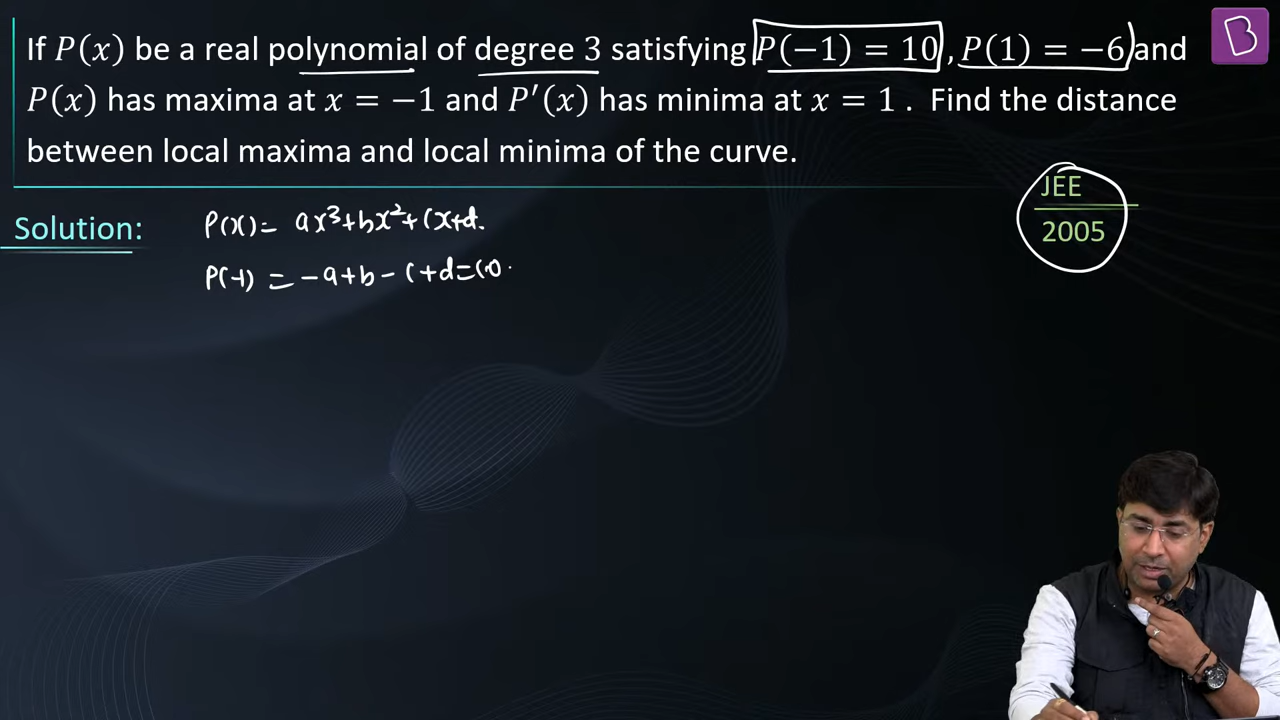 If P(x) be a real polynomial of degree 3 satisfying P(−1) = 10, P(1) = −6 and
P(x) has maxima at x = −1 and P′(x) has minima at x = 1 . Find the distance
between local maxima and local minima of the curve.
JEE
2005
Solution:
P(x) = ax³+bx²+cx+d.
P(-1) = -a+b-c+d=10.
B